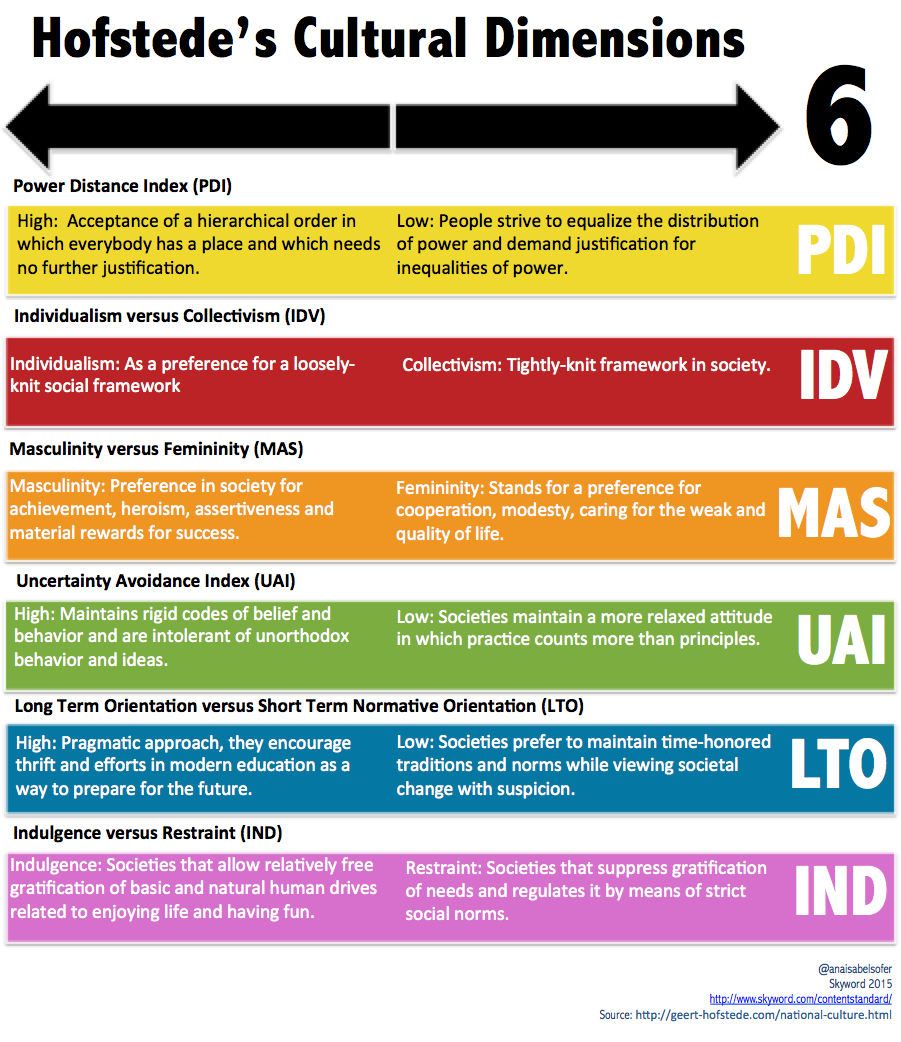 Hofstede's Cultural Dimensions
6
Power Distance Index (PDI)
High:  Acceptance of a hierarchical order in
which everybody has a place and which needs
no further justification.
Low: People strive to equalize the distribution
of power and demand justification for
inequalities of power.
PDI
Individualism versus Collectivism (IDV)
Individualism: As a preference for a loosely-
knit social framework
Collectivism: Tightly-knit framework in society.
IDV
Masculinity versus Femininity (MAS)
Masculinity: Preference in society for
achievement, heroism, assertiveness and
material rewards for success.
Femininity: Stands for a preference for
cooperation, modesty, caring for the weak and
quality of life.
MAS
Uncertainty Avoidance Index (UAI)
High: Maintains rigid codes of belief and
behavior and are intolerant of unorthodox
behavior and ideas.
Low: Societies maintain a more relaxed attitude
in which practice counts more than principles.
UAI
Long Term Orientation versus Short Term Normative Orientation (LTO)
High: Pragmatic approach, they encourage
thrift and efforts in modern education as a
way to prepare for the future.
Low: Societies prefer to maintain time-honored
traditions and norms while viewing societal
change with suspicion.
LTO
Indulgence versus Restraint (IND)
Indulgence: Societies that allow relatively free
gratification of basic and natural human drives
related to enjoying life and having fun.
Restraint: Societies that suppress gratification
of needs and regulates it by means of strict
social norms.
IND
@anaisabelsofer
Skyword 2015
http://www.skyword.com/contentstandard/
Source: http://geert-hofstede.com/national-culture.html